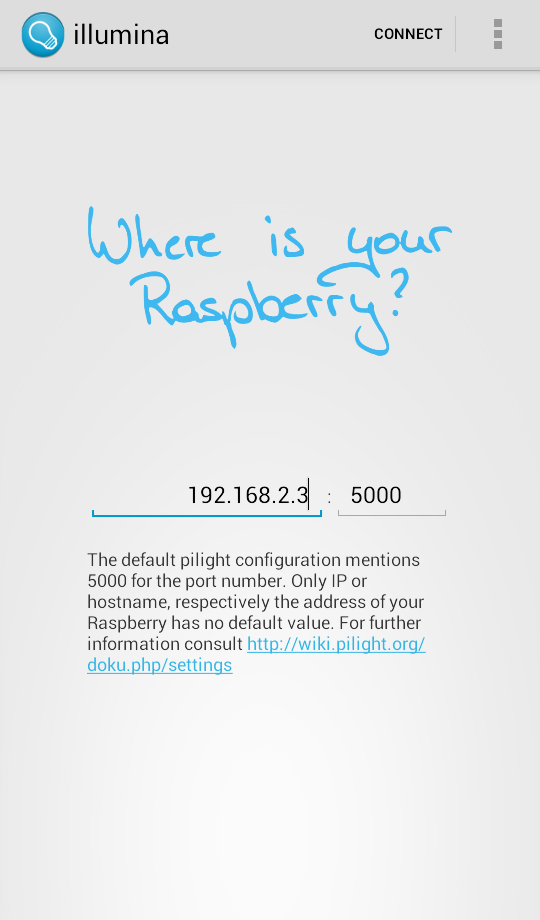 illumina
CONNECT
Where is your
Raspberry?
192.168.2.3 : 5000
The default pilight configuration mentions
5000 for the port number. Only IP or
hostname, respectively the address of your
Raspberry has no default value. For further
information consult http://wiki.pilight.org/
doku.php/settings